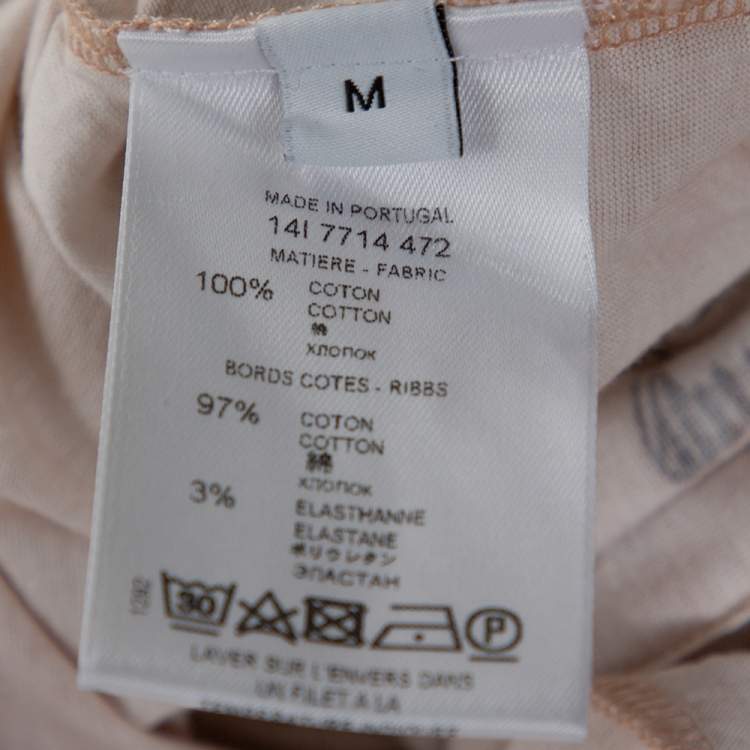 M
MADE IN PORTUGAL
14I 7714 472
MATIERE - FABRIC
100% COTON
COTTON
綿
хлопок
BORDS COTES - RIBBS
97% COTON
COTTON
綿
хлопок
3% ELASTHANNE
ELASTANE
ポリウレタン
ЭЛАСТАН
1292
30
P
LAVER SUR L'ENVERS DANS
UN FILET A LA